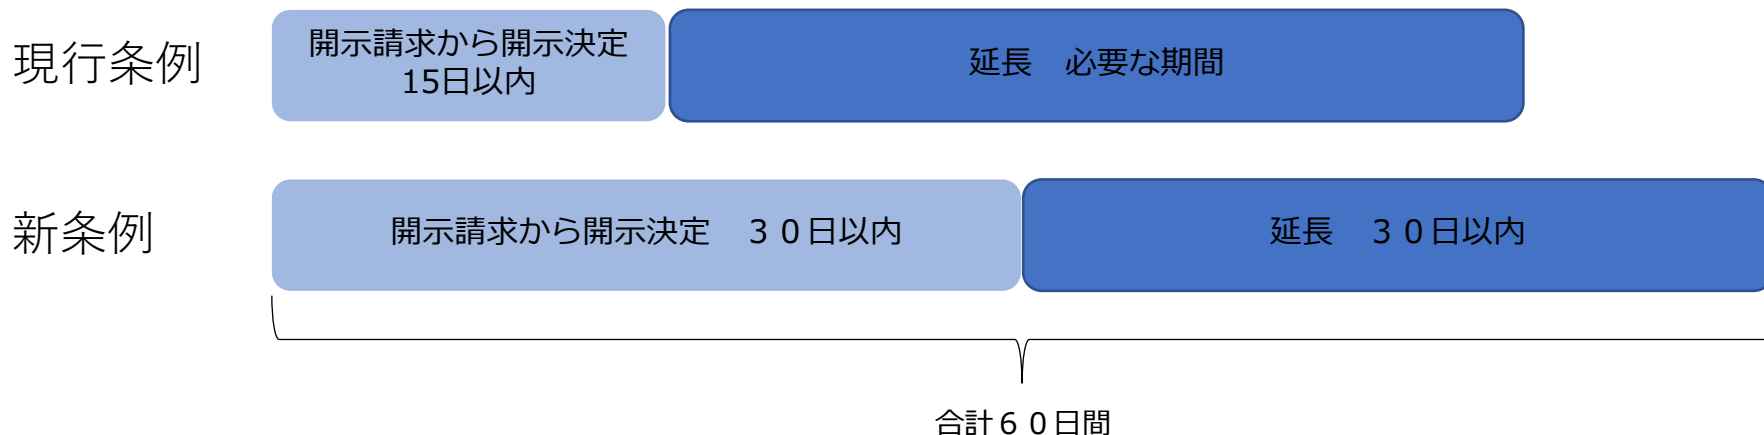 現行条例
開示請求から開示決定
15日以内
延長　必要な期間
新条例
開示請求から開示決定　３０日以内
延長　３０日以内
合計６０日間